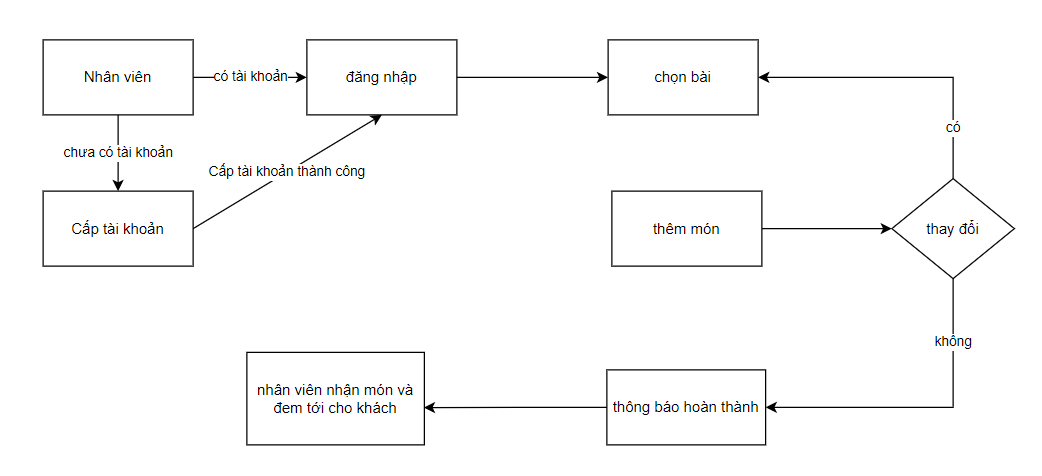 Nhân viên
có tài khoản
đăng nhập
chọn bài
có
chưa có tài khoản
Cấp tài khoản thành công
Cấp tài khoản
thêm món
thay đổi
không
nhân viên nhận món và
đem tới cho khách
thông báo hoàn thành